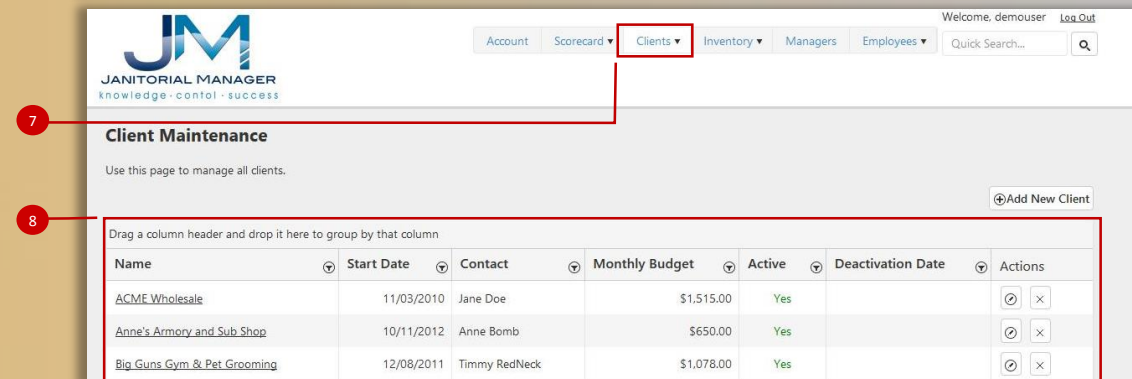 Welcome, demouser Log Out
Account Scorecard Clients Inventory Managers Employees Quick Search...
JM
JANITORIAL MANAGER
knowledge · contol · success
7
Client Maintenance
Use this page to manage all clients.
Add New Client
8
Drag a column header and drop it here to group by that column
Name Start Date Contact Monthly Budget Active Deactivation Date Actions
ACME Wholesale 11/03/2010 Jane Doe $1,515.00 Yes
Anne's Armory and Sub Shop 10/11/2012 Anne Bomb $650.00 Yes
Big Guns Gym & Pet Grooming 12/08/2011 Timmy RedNeck $1,078.00 Yes